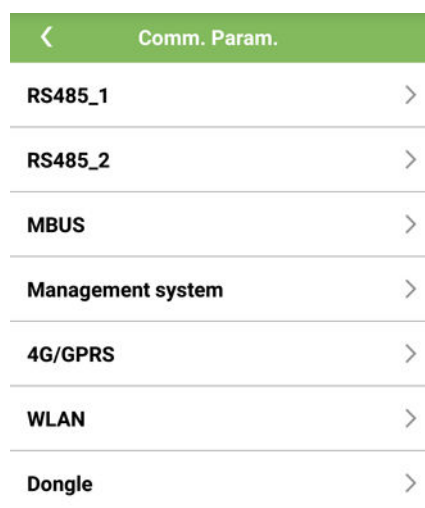 Comm. Param.
RS485_1
RS485_2
MBUS
Management system
4G/GPRS
WLAN
Dongle